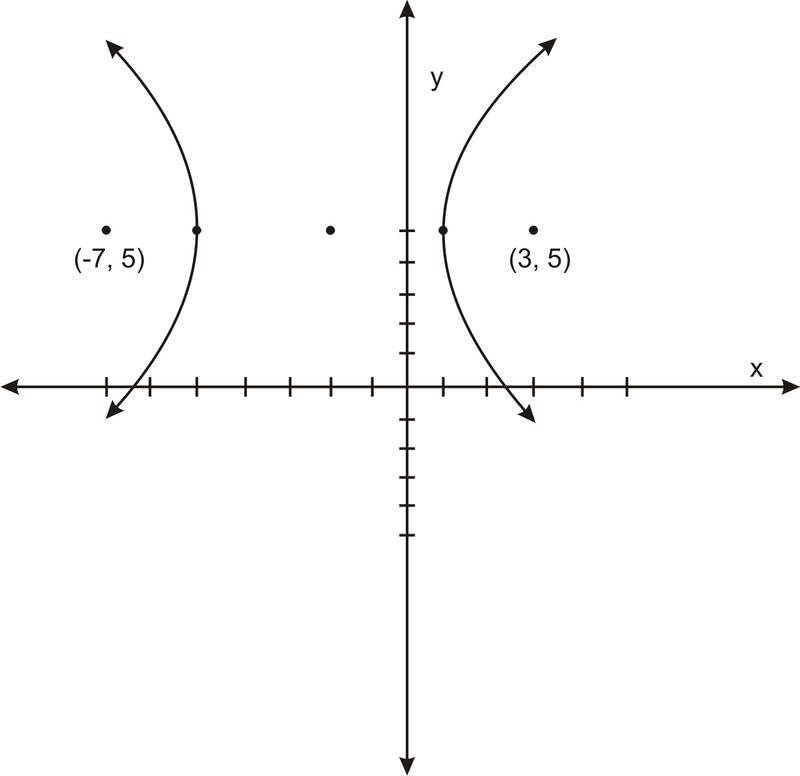 y
(-7, 5)
(3, 5)
x